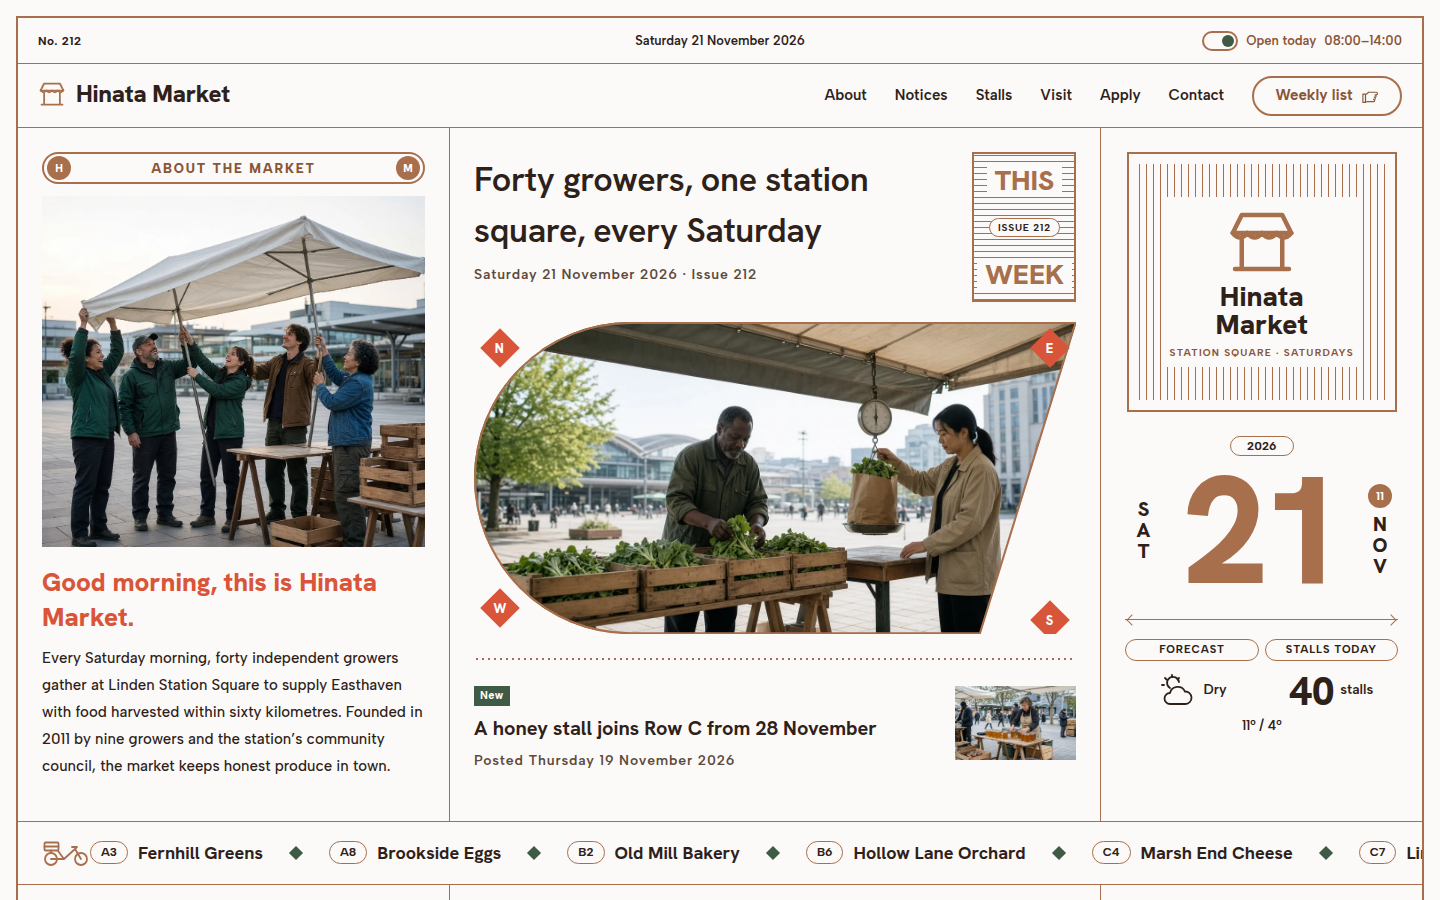 No. 212
Saturday 21 November 2026
Open today 08:00–14:00
Hinata Market
About
Notices
Stalls
Visit
Apply
Contact
Weekly list
H
ABOUT THE MARKET
M
Good morning, this is Hinata
Market.
Every Saturday morning, forty independent growers
gather at Linden Station Square to supply Easthaven
with food harvested within sixty kilometres. Founded in
2011 by nine growers and the station’s community
council, the market keeps honest produce in town.
Forty growers, one station
square, every Saturday
Saturday 21 November 2026 · Issue 212
THIS
ISSUE 212
WEEK
N
E
W
S
New
A honey stall joins Row C from 28 November
Posted Thursday 19 November 2026
Hinata
Market
STATION SQUARE · SATURDAYS
2026
SAT
21
11
NOV
FORECAST
STALLS TODAY
Dry
40 stalls
11° / 4°
A3 Fernhill Greens
A8 Brookside Eggs
B2 Old Mill Bakery
B6 Hollow Lane Orchard
C4 Marsh End Cheese
C7